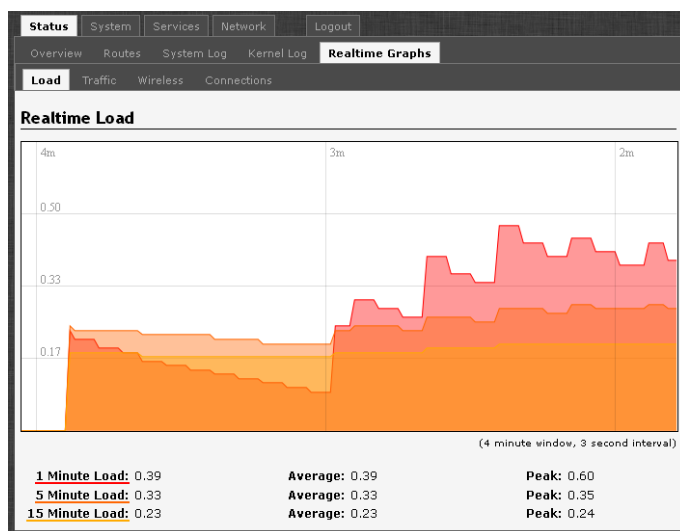 Status System Services Network Logout
Overview Routes System Log Kernel Log Realtime Graphs
Load Traffic Wireless Connections
Realtime Load
4m 3m 2m
0.50
0.33
0.17
(4 minute window, 3 second interval)
1 Minute Load: 0.39 Average: 0.39 Peak: 0.60
5 Minute Load: 0.33 Average: 0.33 Peak: 0.35
15 Minute Load: 0.23 Average: 0.23 Peak: 0.24